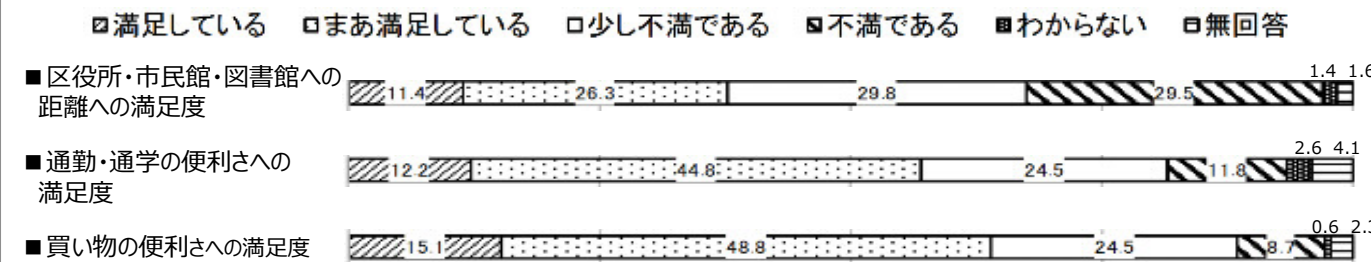 満足している まあ満足している 少し不満である 不満である わからない 無回答
1.4 1.6
■区役所・市民館・図書館への
距離への満足度
11.4 26.3 29.8 29.5
2.6 4.1
■通勤・通学の便利さへの
満足度
12.2 44.8 24.5 11.8
0.6 2.3
■買い物の便利さへの満足度
15.1 48.8 24.5 8.7